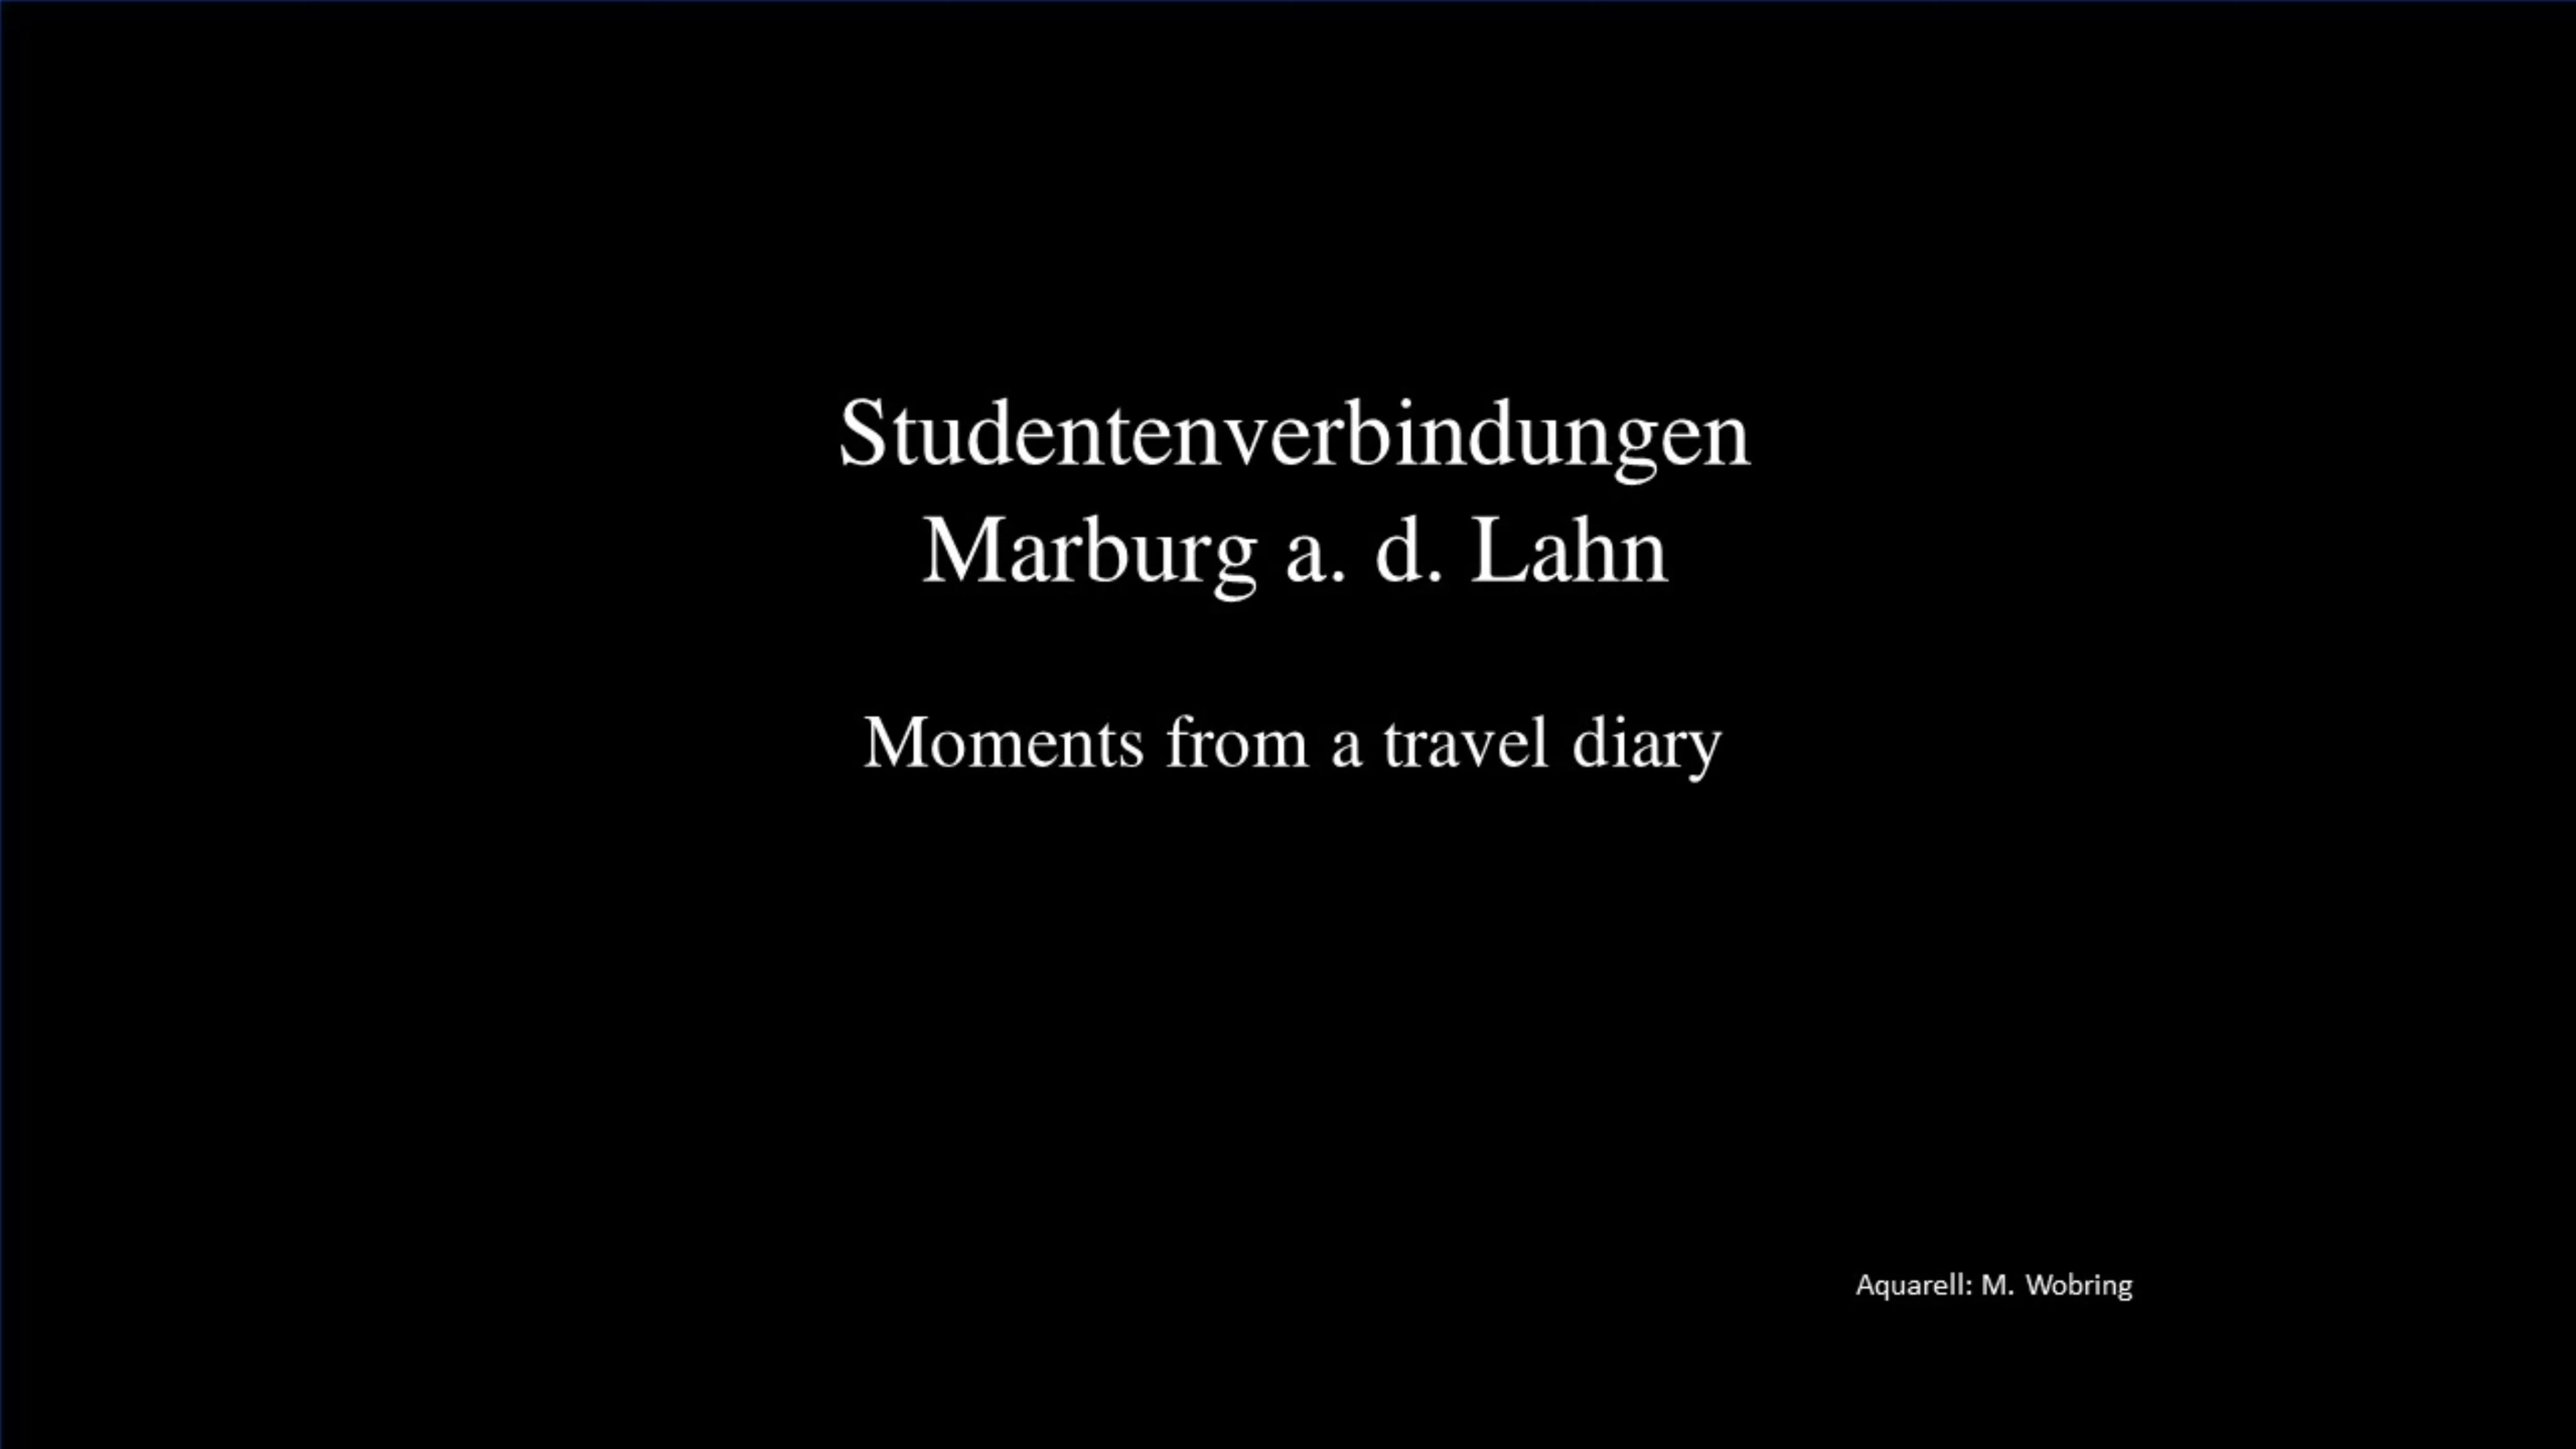 Studentenverbindungen
Marburg a. d. Lahn
Moments from a travel diary
Aquarell: M. Wobring